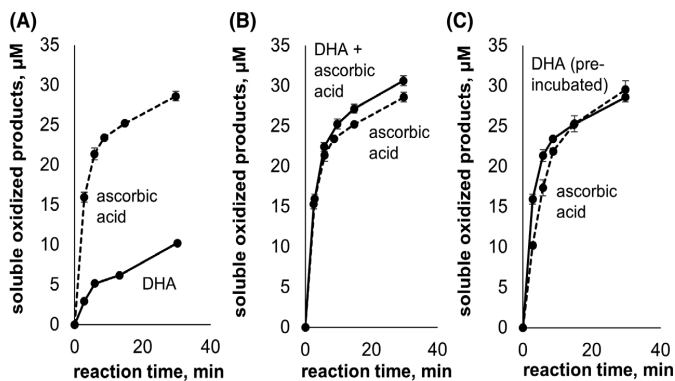 (A)
soluble oxidized products, μM
35
30
25
20
15
10
5
0
ascorbic
acid
DHA
0
20
40
reaction time, min
(B)
soluble oxidized products, μM
35
30
25
20
15
10
5
0
DHA +
ascorbic
acid
ascorbic
acid
0
20
40
reaction time, min
(C)
soluble oxidized products, μM
35
30
25
20
15
10
5
0
DHA (pre-
incubated)
ascorbic
acid
0
20
40
reaction time, min